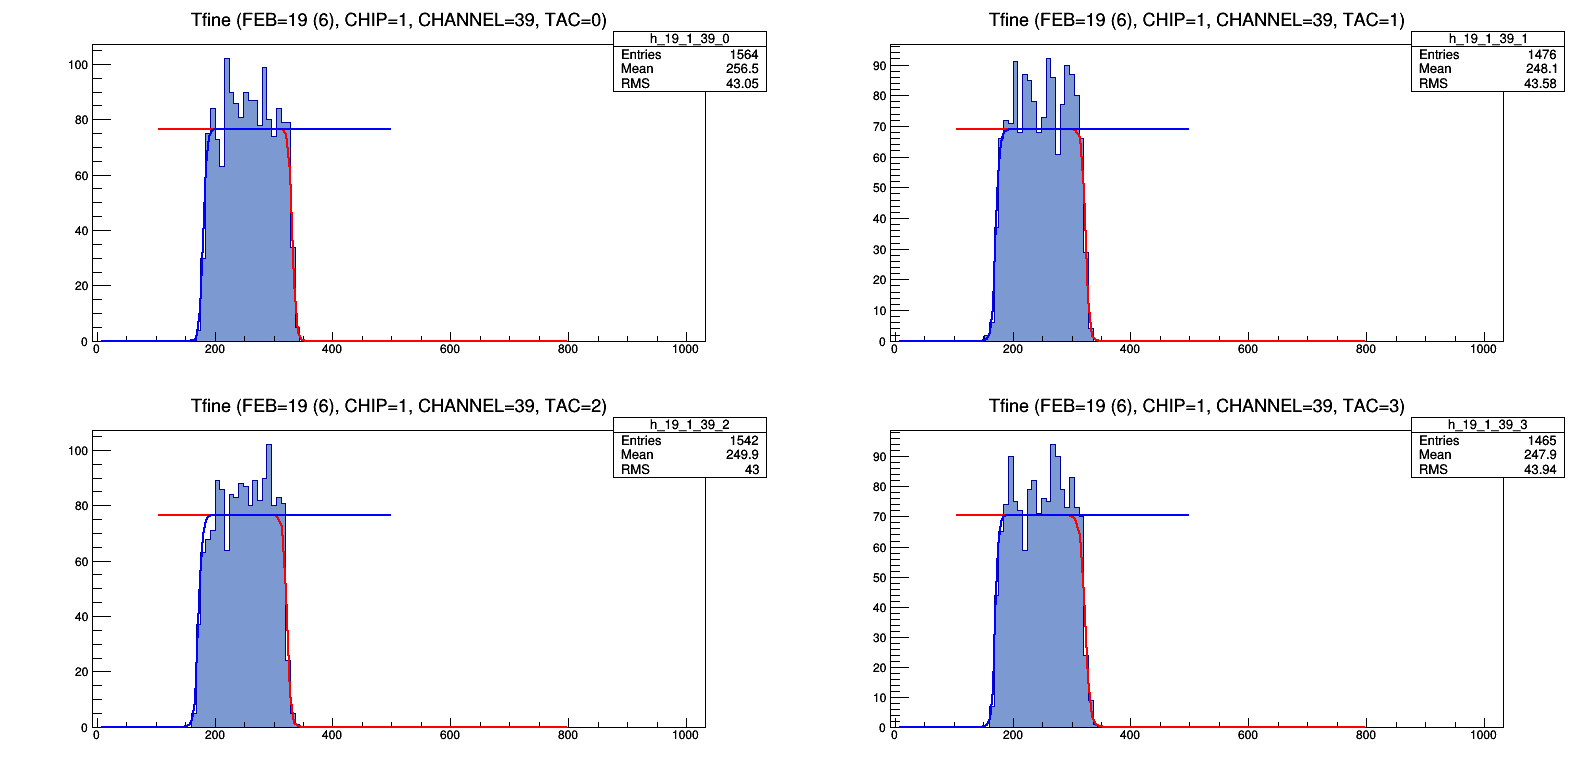 Tfine (FEB=19 (6), CHIP=1, CHANNEL=39, TAC=0)
h_19_1_39_0
Entries 1564
Mean 256.5
RMS 43.05
100
80
60
40
20
0
0 200 400 600 800 1000
Tfine (FEB=19 (6), CHIP=1, CHANNEL=39, TAC=1)
h_19_1_39_1
Entries 1476
Mean 248.1
RMS 43.58
90
80
70
60
50
40
30
20
10
0
0 200 400 600 800 1000
Tfine (FEB=19 (6), CHIP=1, CHANNEL=39, TAC=2)
h_19_1_39_2
Entries 1542
Mean 249.9
RMS 43
100
80
60
40
20
0
0 200 400 600 800 1000
Tfine (FEB=19 (6), CHIP=1, CHANNEL=39, TAC=3)
h_19_1_39_3
Entries 1465
Mean 247.9
RMS 43.94
90
80
70
60
50
40
30
20
10
0
0 200 400 600 800 1000